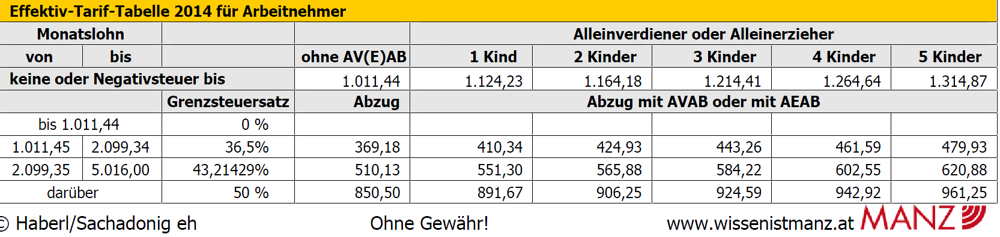 Effektiv-Tarif-Tabelle 2014 für Arbeitnehmer
Monatslohn Alleinverdiener oder Alleinerzieher
von bis ohne AV(E)AB 1 Kind 2 Kinder 3 Kinder 4 Kinder 5 Kinder
keine oder Negativsteuer bis 1.011,44 1.124,23 1.164,18 1.214,41 1.264,64 1.314,87
Grenzsteuersatz Abzug Abzug mit AVAB oder mit AEAB
bis 1.011,44 0 %
1.011,45 2.099,34 36,5% 369,18 410,34 424,93 443,26 461,59 479,93
2.099,35 5.016,00 43,21429% 510,13 551,30 565,88 584,22 602,55 620,88
darüber 50 % 850,50 891,67 906,25 924,59 942,92 961,25
© Haberl/Sachadonig eh Ohne Gewähr! www.wissenistmanz.at MANZ